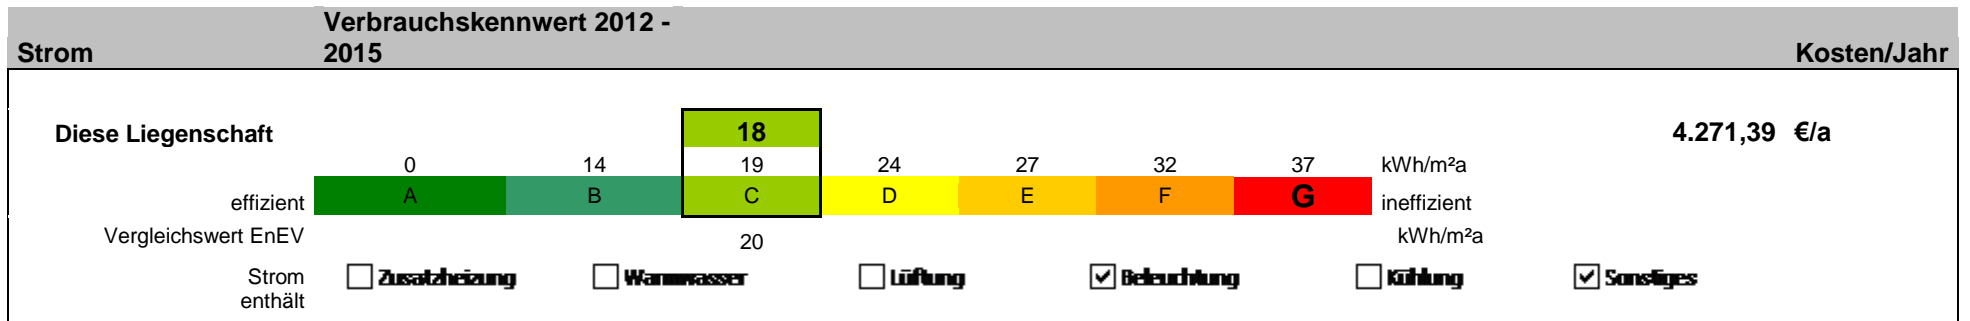 Verbrauchskennwert 2012 -
Strom 2015 Kosten/Jahr
Diese Liegenschaft 18 4.271,39 €/a
0 14 19 24 27 32 37 kWh/m²a
effizient A B C D E F G ineffizient
Vergleichswert EnEV 20 kWh/m²a
Strom Zusatzheizung Warmwasser Lüftung Beleuchtung Kühlung Sonstiges
enthält